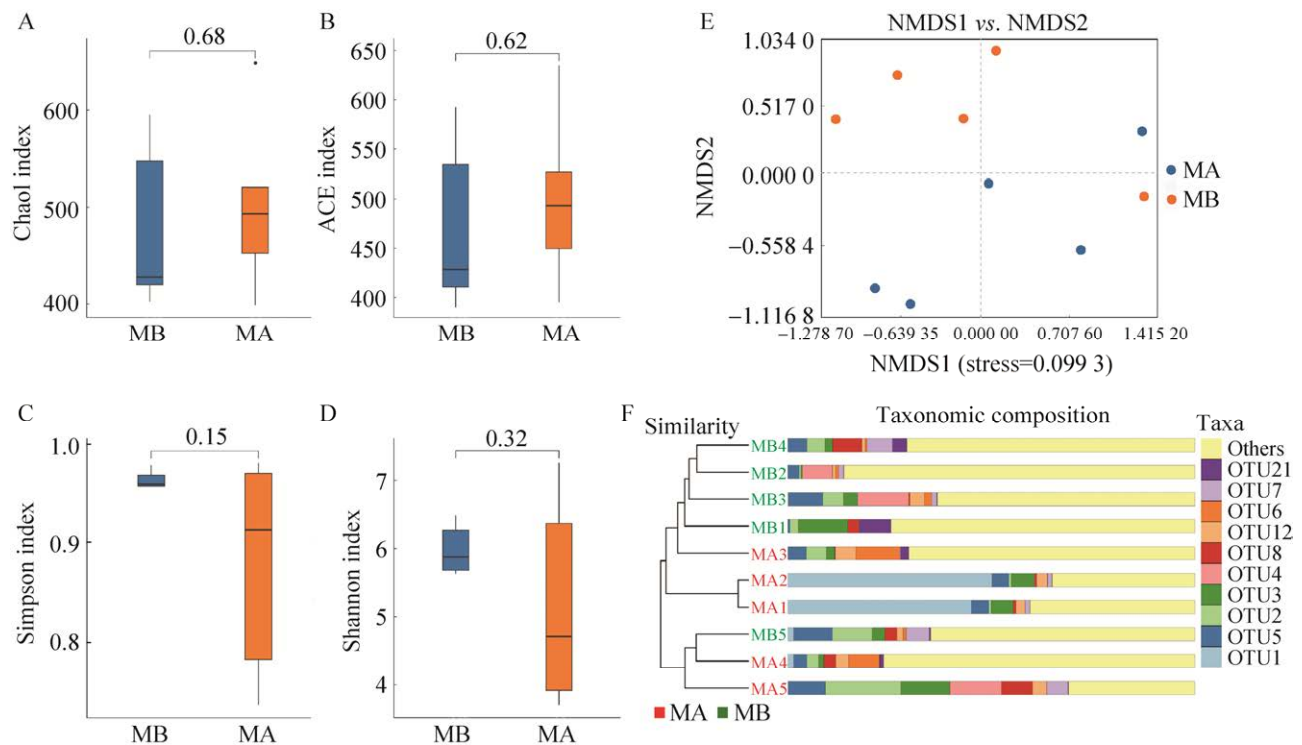 A
0.68
Chaol index
600
500
400
MB MA
B
0.62
ACE index
650
600
550
500
450
400
MB MA
E
NMDS1 vs. NMDS2
NMDS2
1.034 0
0.517 0
0.000 0
−0.558 4
−1.116 8
−1.278 70 −0.639 35 0.000 00 0.707 60 1.415 20
NMDS1 (stress=0.099 3)
MA
MB
C
0.15
Simpson index
1.0
0.9
0.8
MB MA
D
0.32
Shannon index
7
6
5
4
MB MA
F
Similarity
Taxonomic composition
MB4
MB2
MB3
MB1
MA3
MA2
MA1
MB5
MA4
MA5
MA MB
Taxa
Others
OTU21
OTU7
OTU6
OTU12
OTU8
OTU4
OTU3
OTU2
OTU5
OTU1